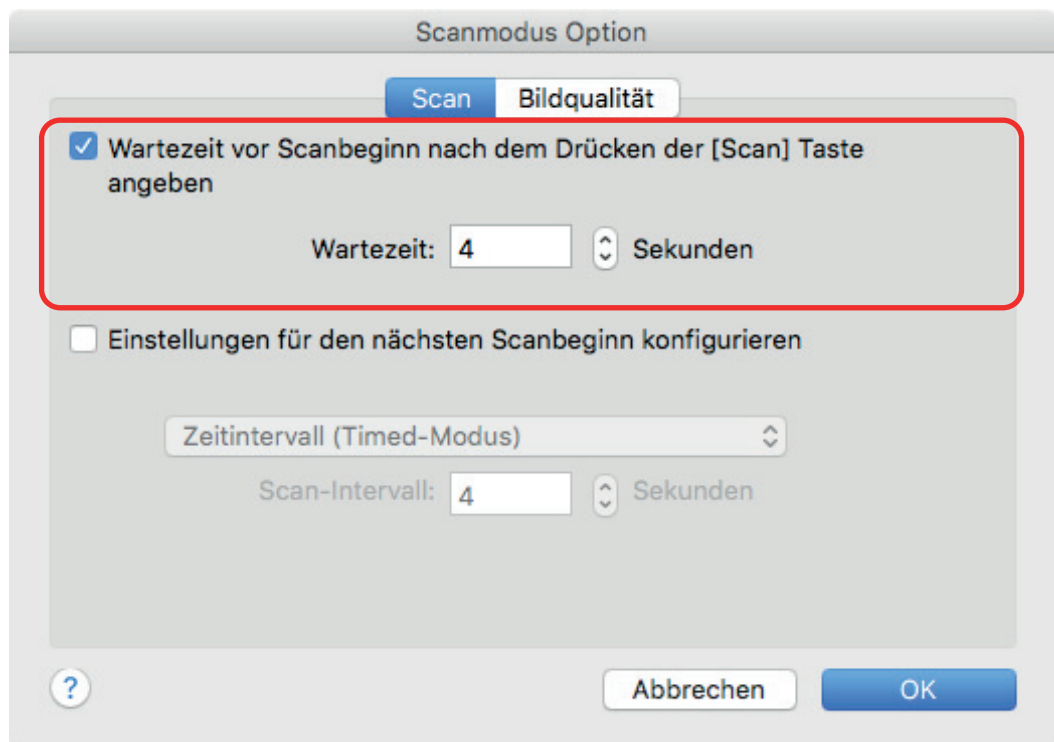 Scanmodus Option
Scan Bildqualität
Wartezeit vor Scanbeginn nach dem Drücken der [Scan] Taste
angeben
Wartezeit: 4 Sekunden
Einstellungen für den nächsten Scanbeginn konfigurieren
Zeitintervall (Timed-Modus)
Scan-Intervall: 4 Sekunden
? Abbrechen OK